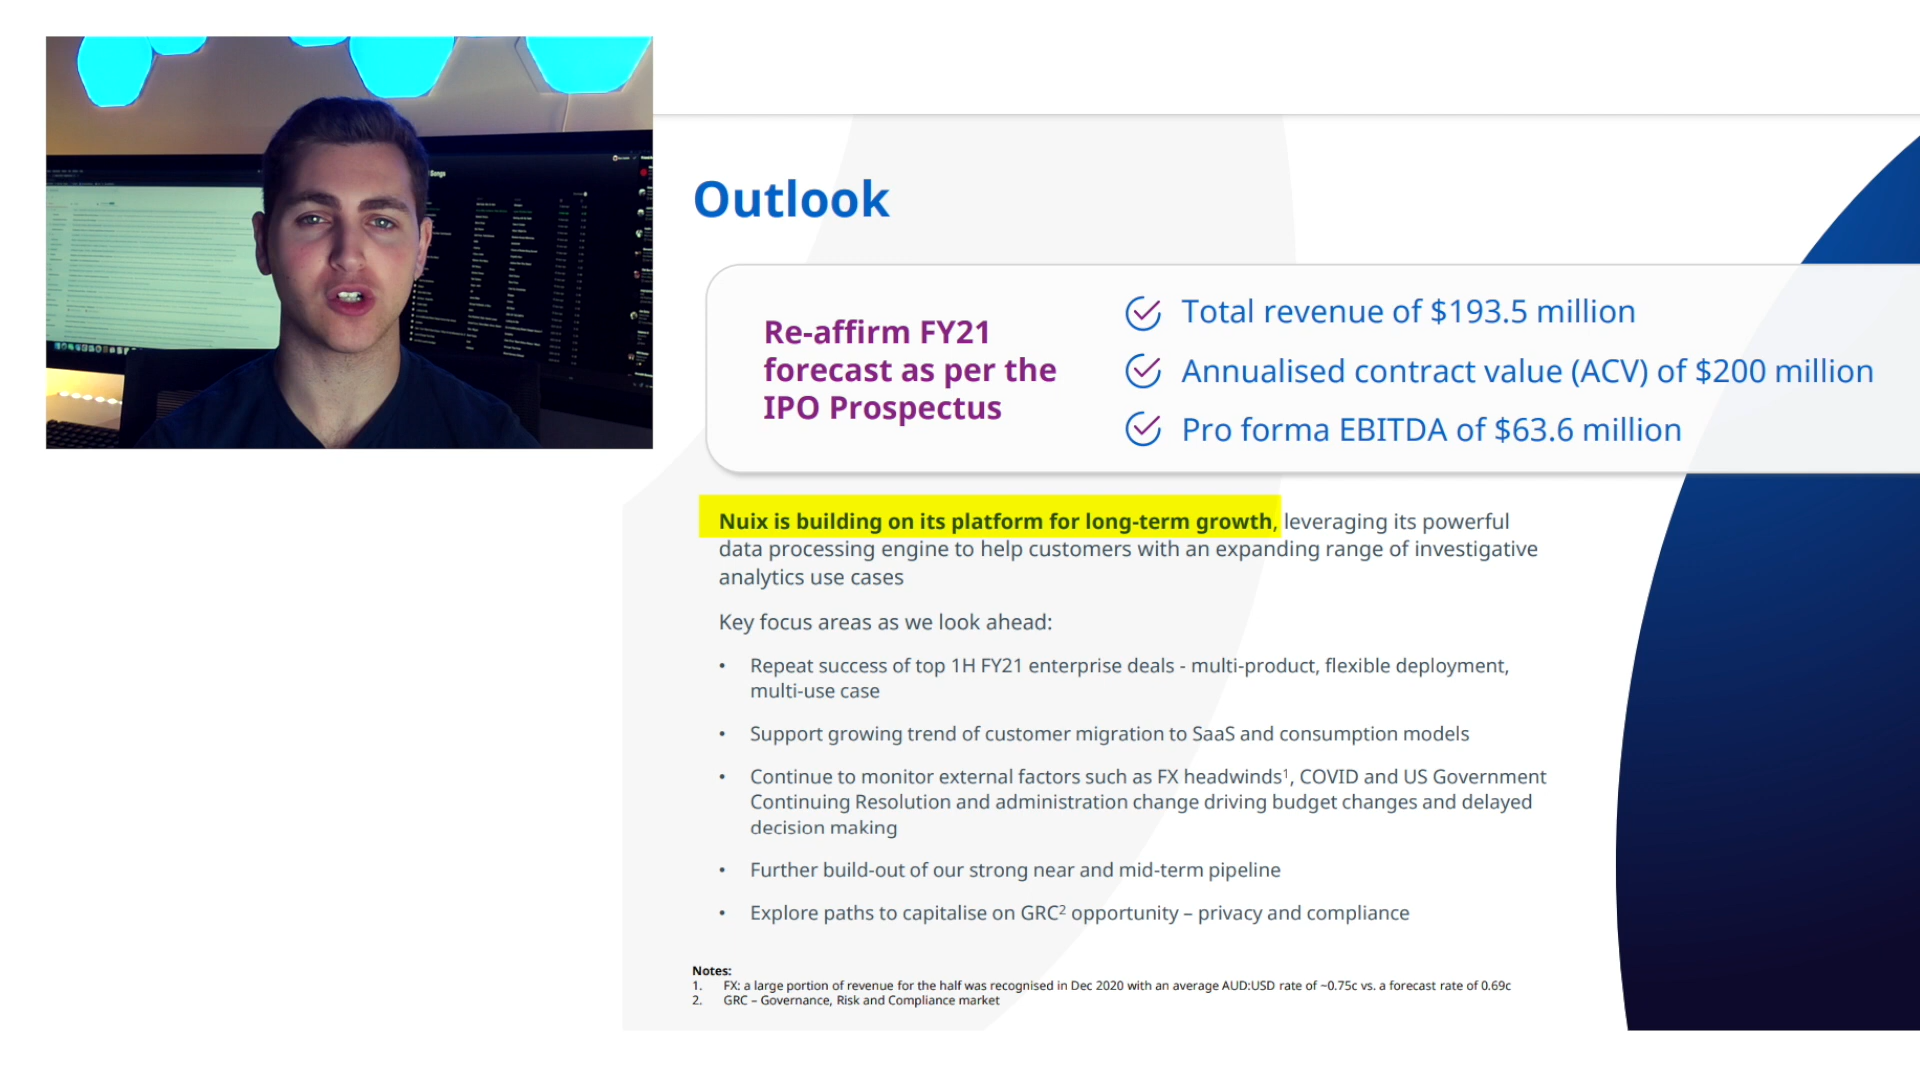 Songs
Outlook
Re-affirm FY21
forecast as per the
IPO Prospectus
Total revenue of $193.5 million
Annualised contract value (ACV) of $200 million
Pro forma EBITDA of $63.6 million
Nuix is building on its platform for long-term growth, leveraging its powerful
data processing engine to help customers with an expanding range of investigative
analytics use cases
Key focus areas as we look ahead:
• Repeat success of top 1H FY21 enterprise deals - multi-product, flexible deployment,
multi-use case
• Support growing trend of customer migration to SaaS and consumption models
• Continue to monitor external factors such as FX headwinds¹, COVID and US Government
Continuing Resolution and administration change driving budget changes and delayed
decision making
• Further build-out of our strong near and mid-term pipeline
• Explore paths to capitalise on GRC² opportunity – privacy and compliance
Notes:
1. FX: a large portion of revenue for the half was recognised in Dec 2020 with an average AUD:USD rate of ~0.75c vs. a forecast rate of 0.69c
2. GRC – Governance, Risk and Compliance market